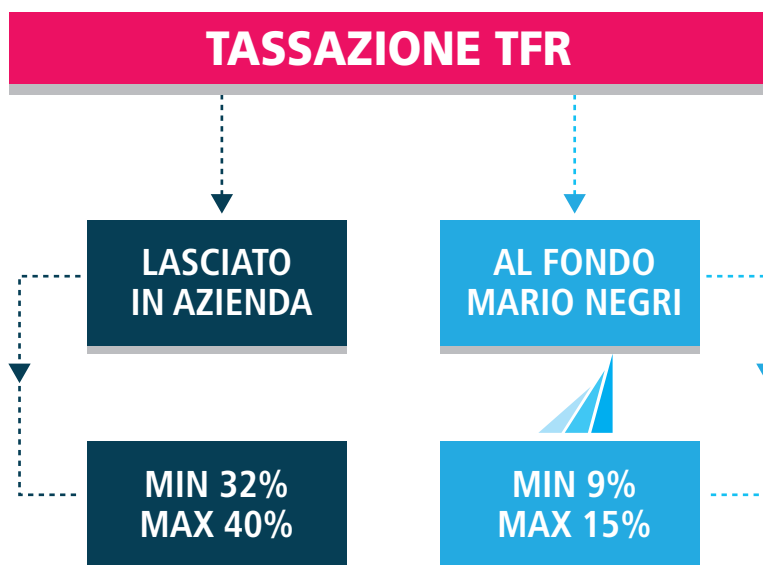 TASSAZIONE TFR
LASCIATO
IN AZIENDA
AL FONDO
MARIO NEGRI
MIN 32%
MAX 40%
MIN 9%
MAX 15%